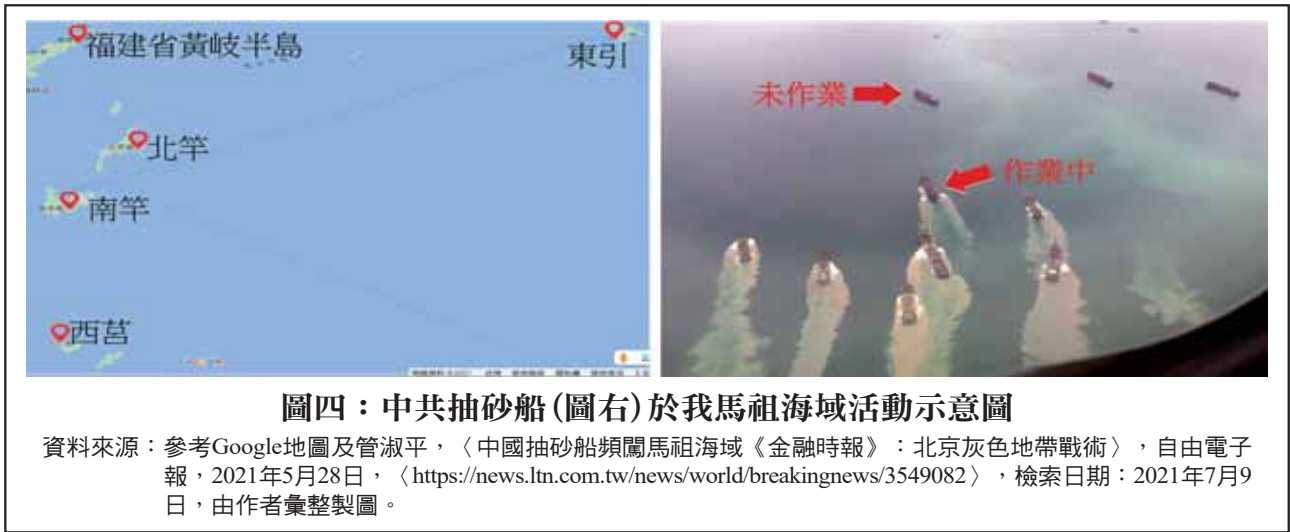 福建省黃岐半島
東引
北竿
南竿
西莒
未作業
作業中
圖四：中共抽砂船(圖右)於我馬祖海域活動示意圖
資料來源：參考Google地圖及管淑平，〈中國抽砂船頻闖馬祖海域《金融時報》：北京灰色地帶戰術〉，自由電子
報，2021年5月28日，〈https://news.ltn.com.tw/news/world/breakingnews/3549082〉，檢索日期：2021年7月9
日，由作者彙整製圖。